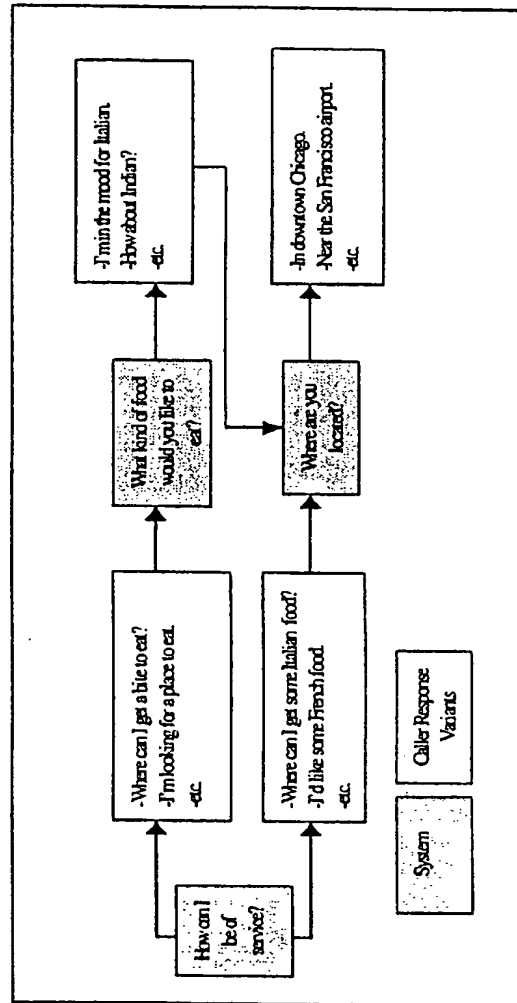 How can I
be of
service?
-Where can I get a bite to eat?
-I'm looking for a place to eat.
-etc.
What kind of food
would you like to
eat?
-I'm in the mood for Italian.
-How about Indian?
-etc.
-Where can I get some Italian food?
-I'd like some French food.
etc.
Where are you
located?
-In downtown Chicago.
-Near the San Francisco airport.
-etc.
System
Caller Response
Variants